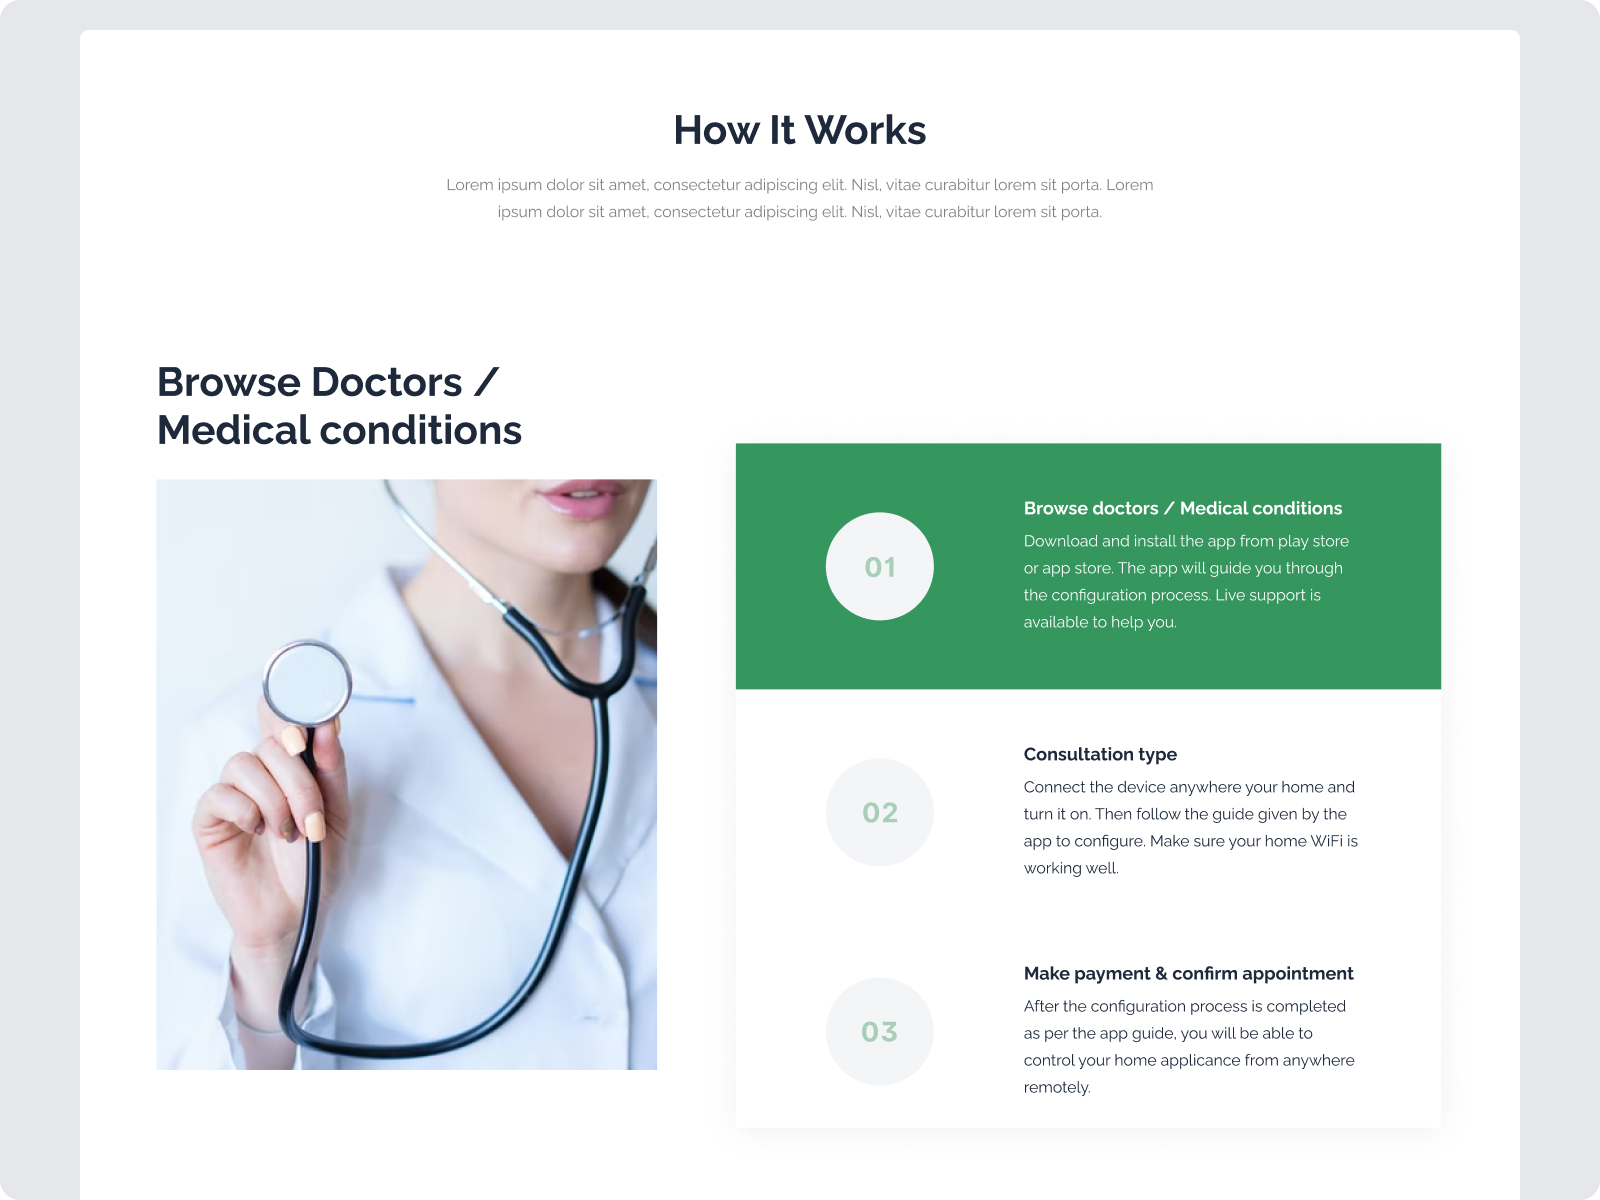 How It Works
Lorem ipsum dolor sit amet, consectetur adipiscing elit. Nisl, vitae curabitur lorem sit porta. Lorem
ipsum dolor sit amet, consectetur adipiscing elit. Nisl, vitae curabitur lorem sit porta.
Browse Doctors /
Medical conditions
01
Browse doctors / Medical conditions
Download and install the app from play store
or app store. The app will guide you through
the configuration process. Live support is
available to help you.
02
Consultation type
Connect the device anywhere your home and
turn it on. Then follow the guide given by the
app to configure. Make sure your home WiFi is
working well.
03
Make payment & confirm appointment
After the configuration process is completed
as per the app guide, you will be able to
control your home applicance from anywhere
remotely.